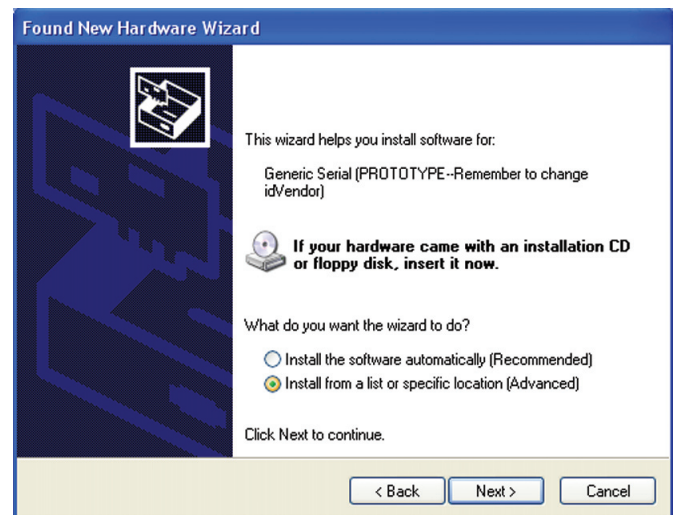 Found New Hardware Wizard
This wizard helps you install software for:
Generic Serial (PROTOTYPE--Remember to change
idVendor)
If your hardware came with an installation CD
or floppy disk, insert it now.
What do you want the wizard to do?
Install the software automatically (Recommended)
Install from a list or specific location (Advanced)
Click Next to continue.
< Back Next > Cancel